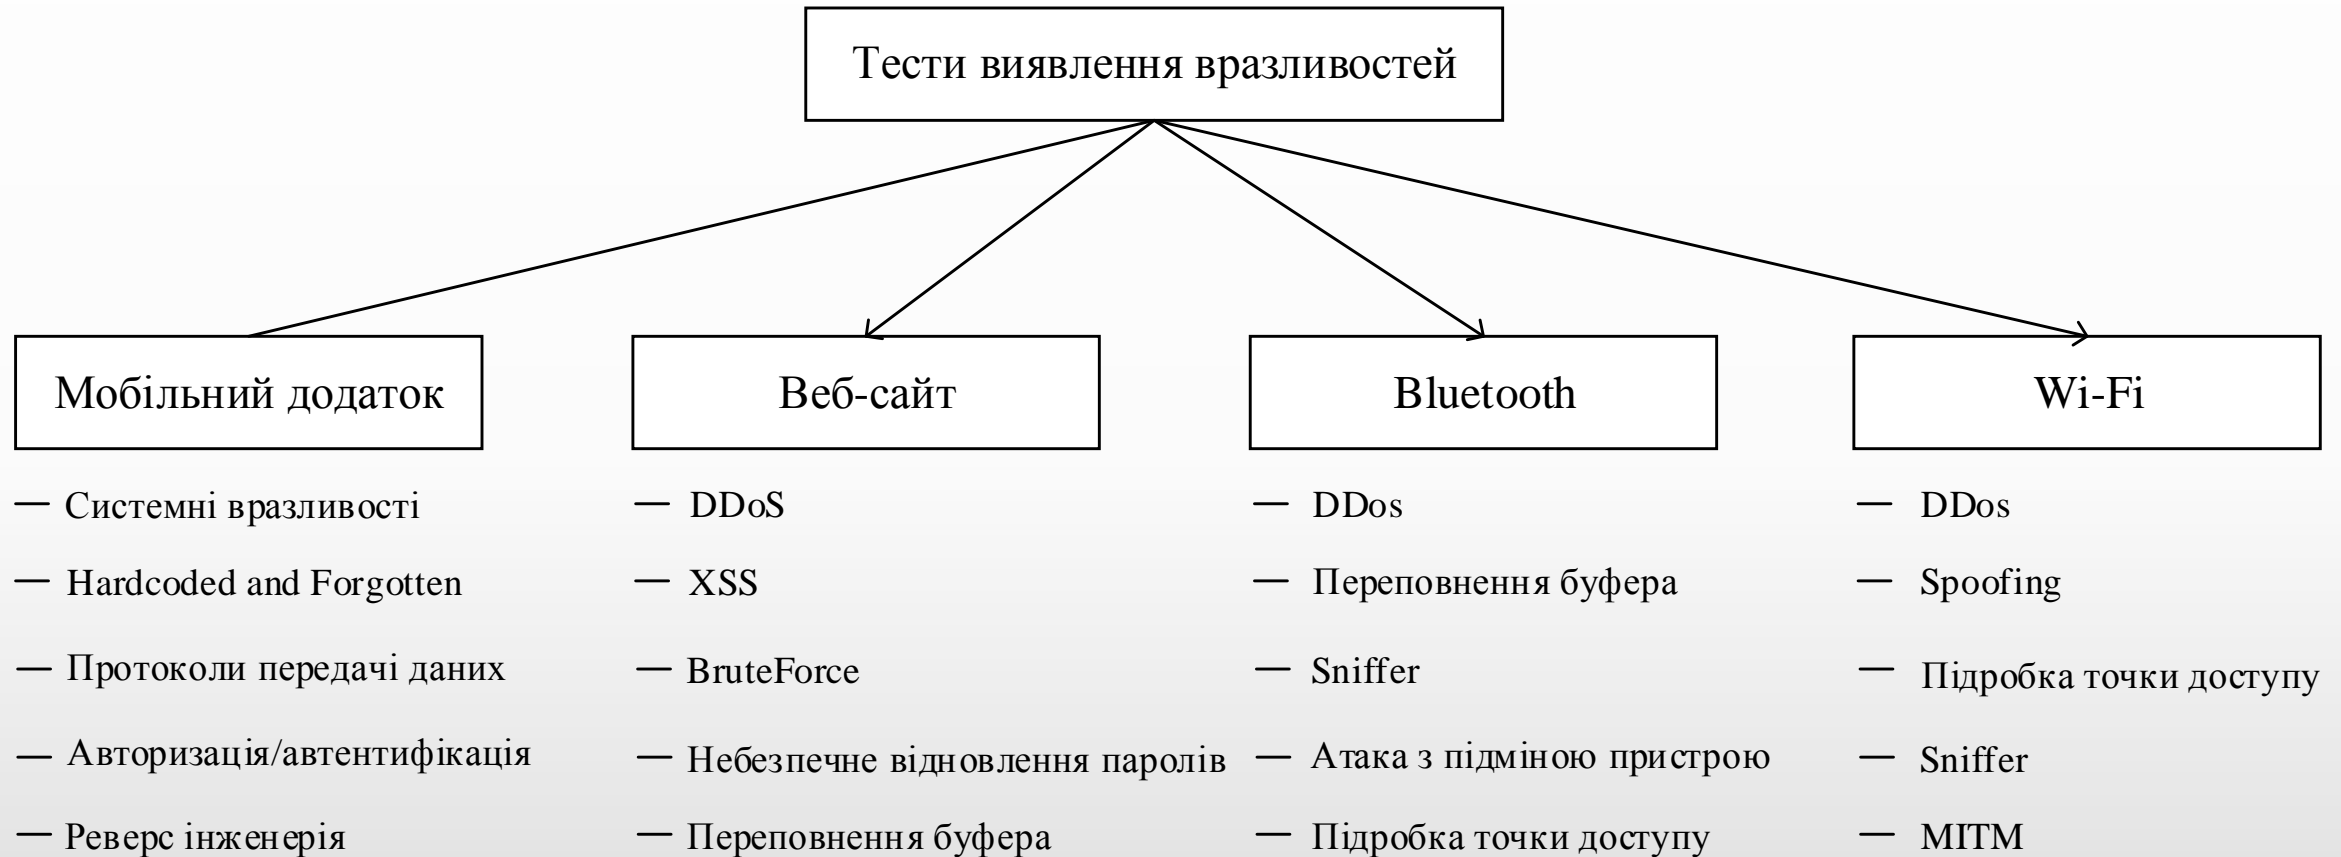 Тести виявлення вразливостей
Мобільний додаток
— Системні вразливості
— Hardcoded and Forgotten
— Протоколи передачі даних
— Авторизація/автентифікація
— Реверс інженерія
Веб-сайт
— DDoS
— XSS
— BruteForce
— Небезпечне відновлення паролів
— Переповнення буфера
Bluetooth
— DDos
— Переповнення буфера
— Sniffer
— Атака з підміною пристрою
— Підробка точки доступу
Wi-Fi
— DDos
— Spoofing
— Підробка точки доступу
— Sniffer
— MITM